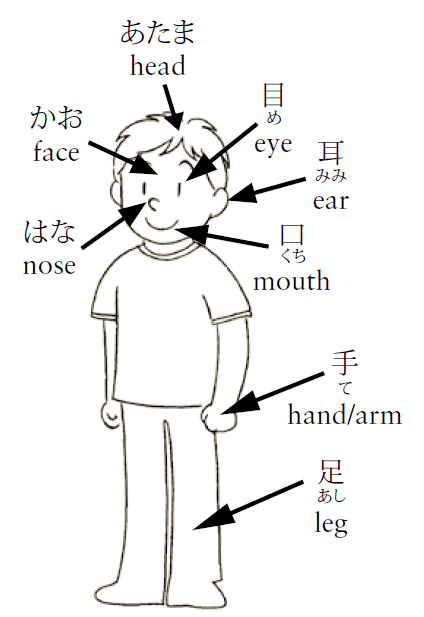 あたま
head
目
め
eye
かお
face
耳
みみ
ear
はな
nose
口
くち
mouth
手
て
hand/arm
足
あし
leg